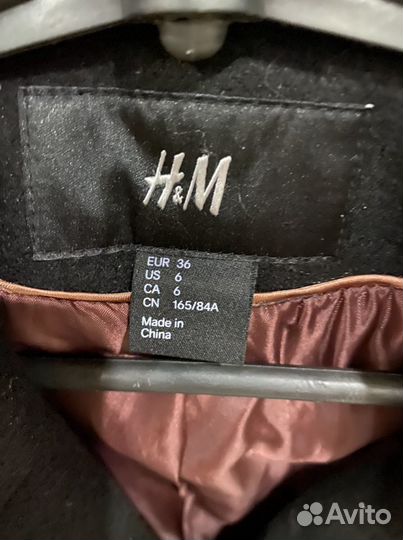 H&M
EUR 36
US 6
CA 6
CN 165/84A
Made in
China
Avito